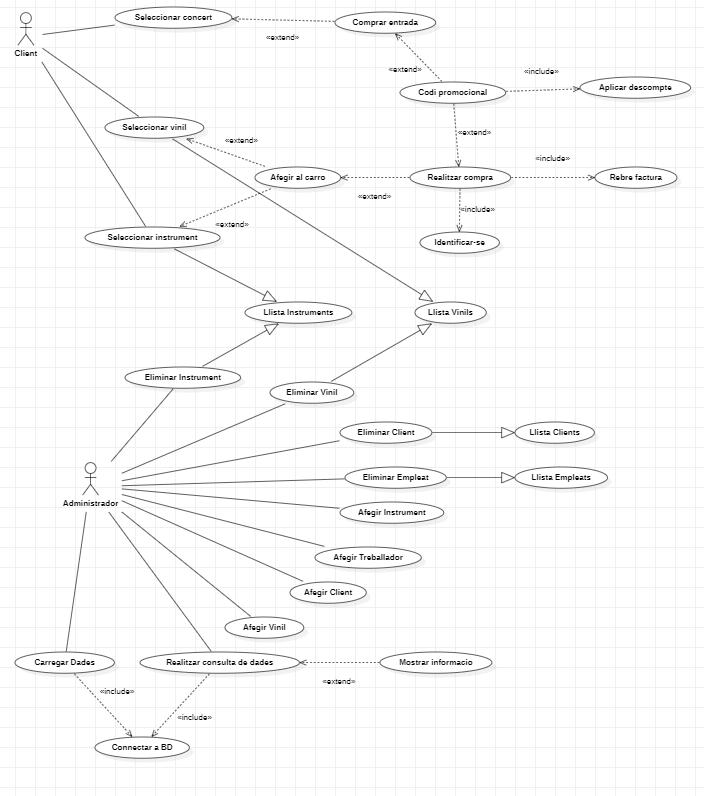 Seleccionar concert
Comprar entrada
«extend»
Client
«extend»
«include»
Codi promocional
Aplicar descompte
Seleccionar vinil
«extend»
«extend»
«include»
Afegir al carro
Realitzar compra
Rebre factura
«extend»
«include»
«extend»
Seleccionar instrument
Identificar-se
Llista Instruments
Llista Vinils
Eliminar Instrument
Eliminar Vinil
Eliminar Client
Llista Clients
Eliminar Empleat
Llista Empleats
Administrador
Afegir Instrument
Afegir Treballador
Afegir Client
Afegir Vinil
Carregar Dades
Realitzar consulta de dades
Mostrar informacio
«extend»
«include»
«include»
Connectar a BD